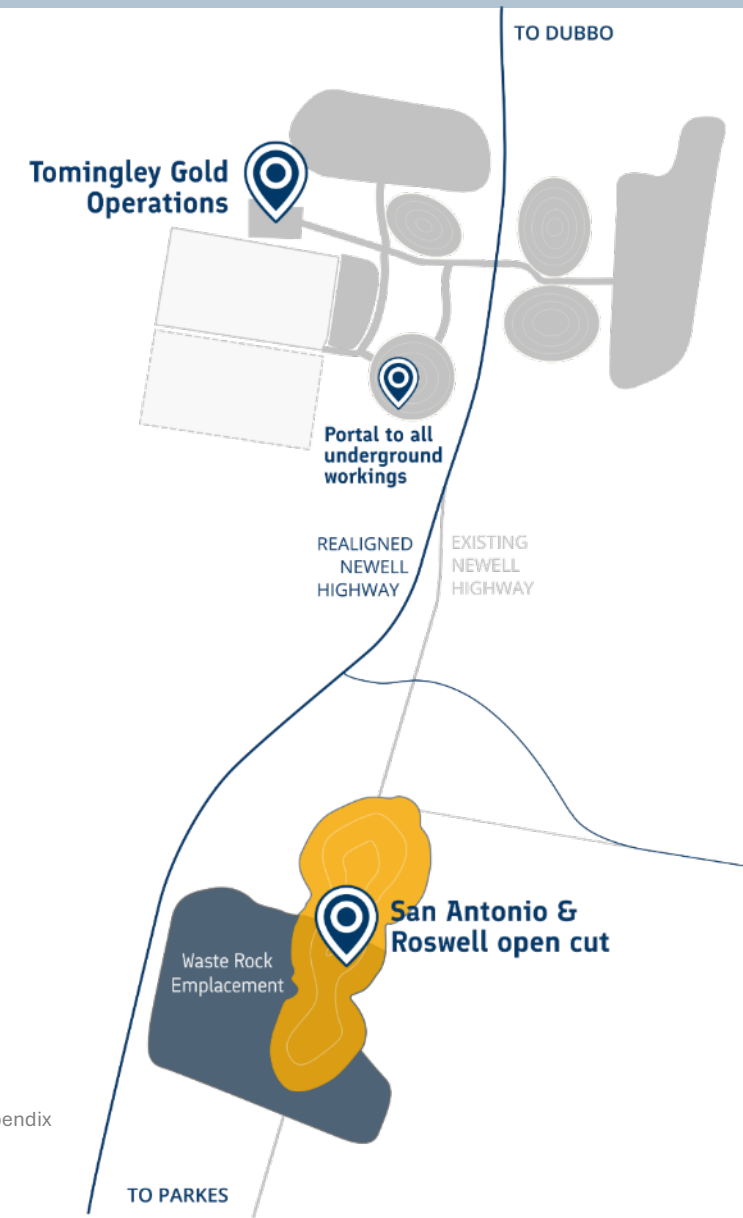 TO DUBBO
Tomingley Gold
Operations
Portal to all
underground
workings
REALIGNED
NEWELL
HIGHWAY
EXISTING
NEWELL
HIGHWAY
San Antonio &
Roswell open cut
Waste Rock
Emplacement
endix
TO PARKES